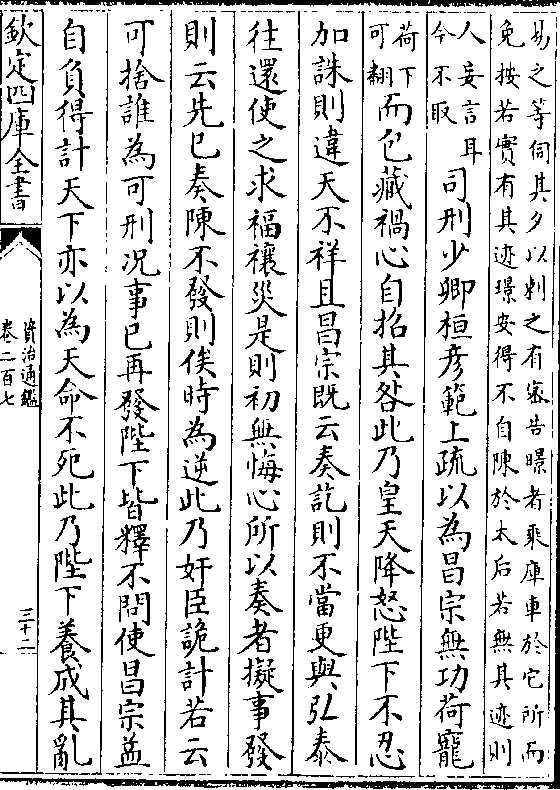 易之等伺其夕以刺之有密告璟者乘庫車於它所而
免按若實有其迹璟安得不自陳於太后若無其迹則
人妄言耳
今不取
司刑少卿桓彦範上疏以為昌宗無功荷寵
荷下
可翻
而包藏禍心自招其咎此乃皇天降怒陛下不忍
加誅則違天不祥且昌宗既云奏訖則不當更與弘泰
往還使之求福禳災是則初無悔心所以奏者擬事發
則云先已奏陳不發則俟時為逆此乃奸臣詭計若云
可捨誰為可刑况事已再發陛下皆釋不問使昌宗益
自負得計天下亦以為天命不死此乃陛下養成其亂
欽定四庫全書
資治通鑑
卷二百七
三十二